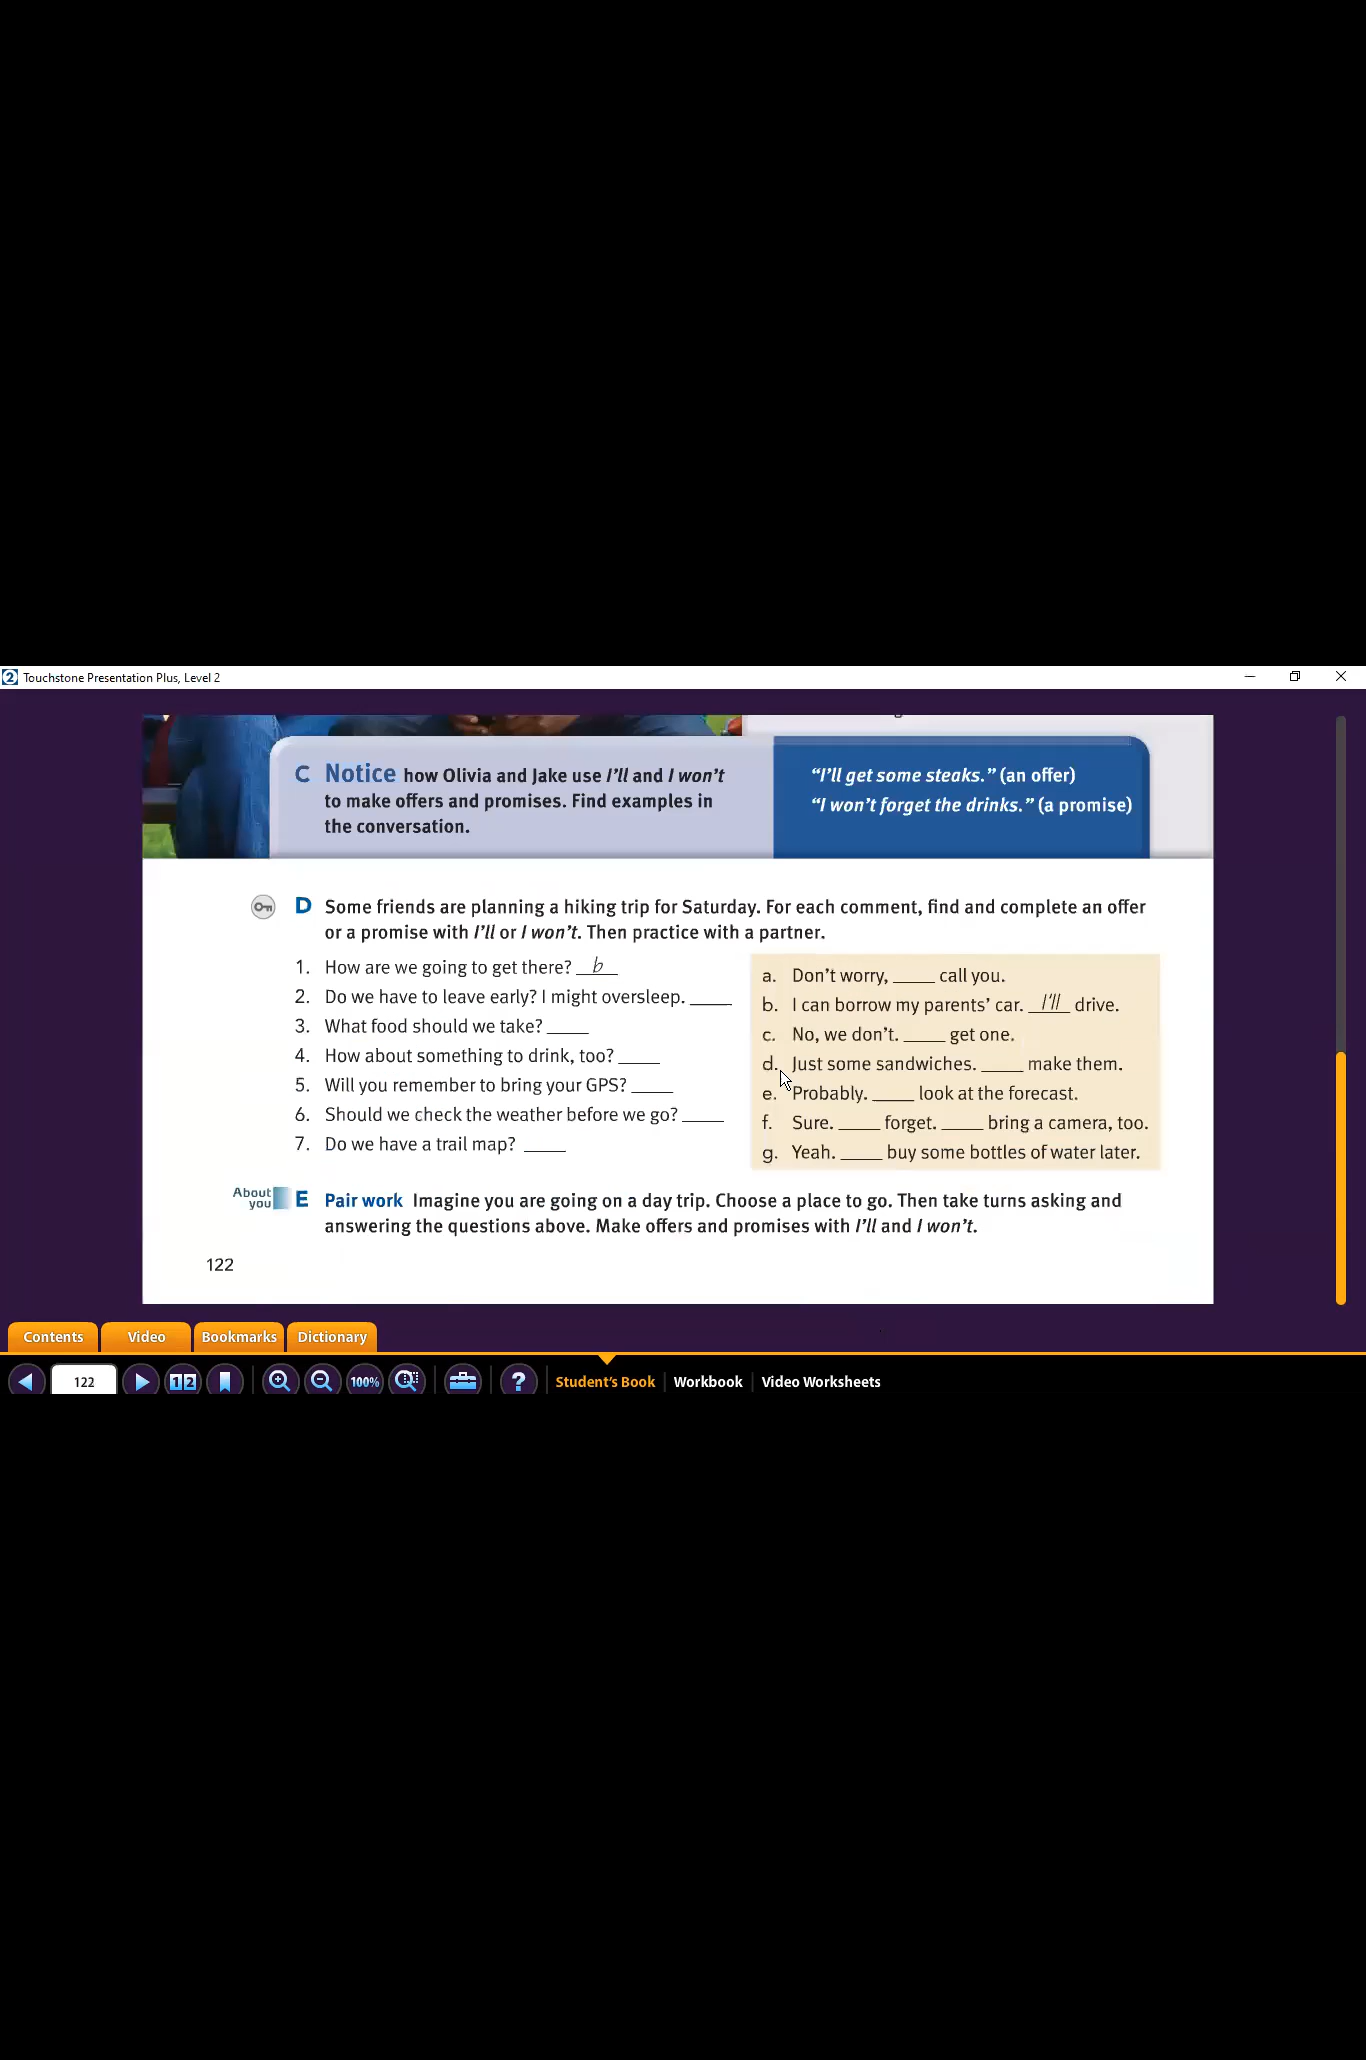 Touchstone Presentation Plus, Level 2
C Notice how Olivia and Jake use I'll and I won't
to make offers and promises. Find examples in
the conversation.
“I'll get some steaks.” (an offer)
“I won't forget the drinks.” (a promise)
D Some friends are planning a hiking trip for Saturday. For each comment, find and complete an offer
or a promise with I'll or I won't. Then practice with a partner.
1. How are we going to get there? b
2. Do we have to leave early? I might oversleep. ____
3. What food should we take? ____
4. How about something to drink, too? ____
5. Will you remember to bring your GPS? ____
6. Should we check the weather before we go? ____
7. Do we have a trail map? ____
a. Don't worry, ____ call you.
b. I can borrow my parents' car. I'll drive.
c. No, we don't. ____ get one.
d. Just some sandwiches. ____ make them.
e. Probably. ____ look at the forecast.
f. Sure. ____ forget. ____ bring a camera, too.
g. Yeah. ____ buy some bottles of water later.
About
you
E Pair work Imagine you are going on a day trip. Choose a place to go. Then take turns asking and
answering the questions above. Make offers and promises with I'll and I won't.
122
Contents Video Bookmarks Dictionary
122 12 100% ? Student's Book Workbook Video Worksheets